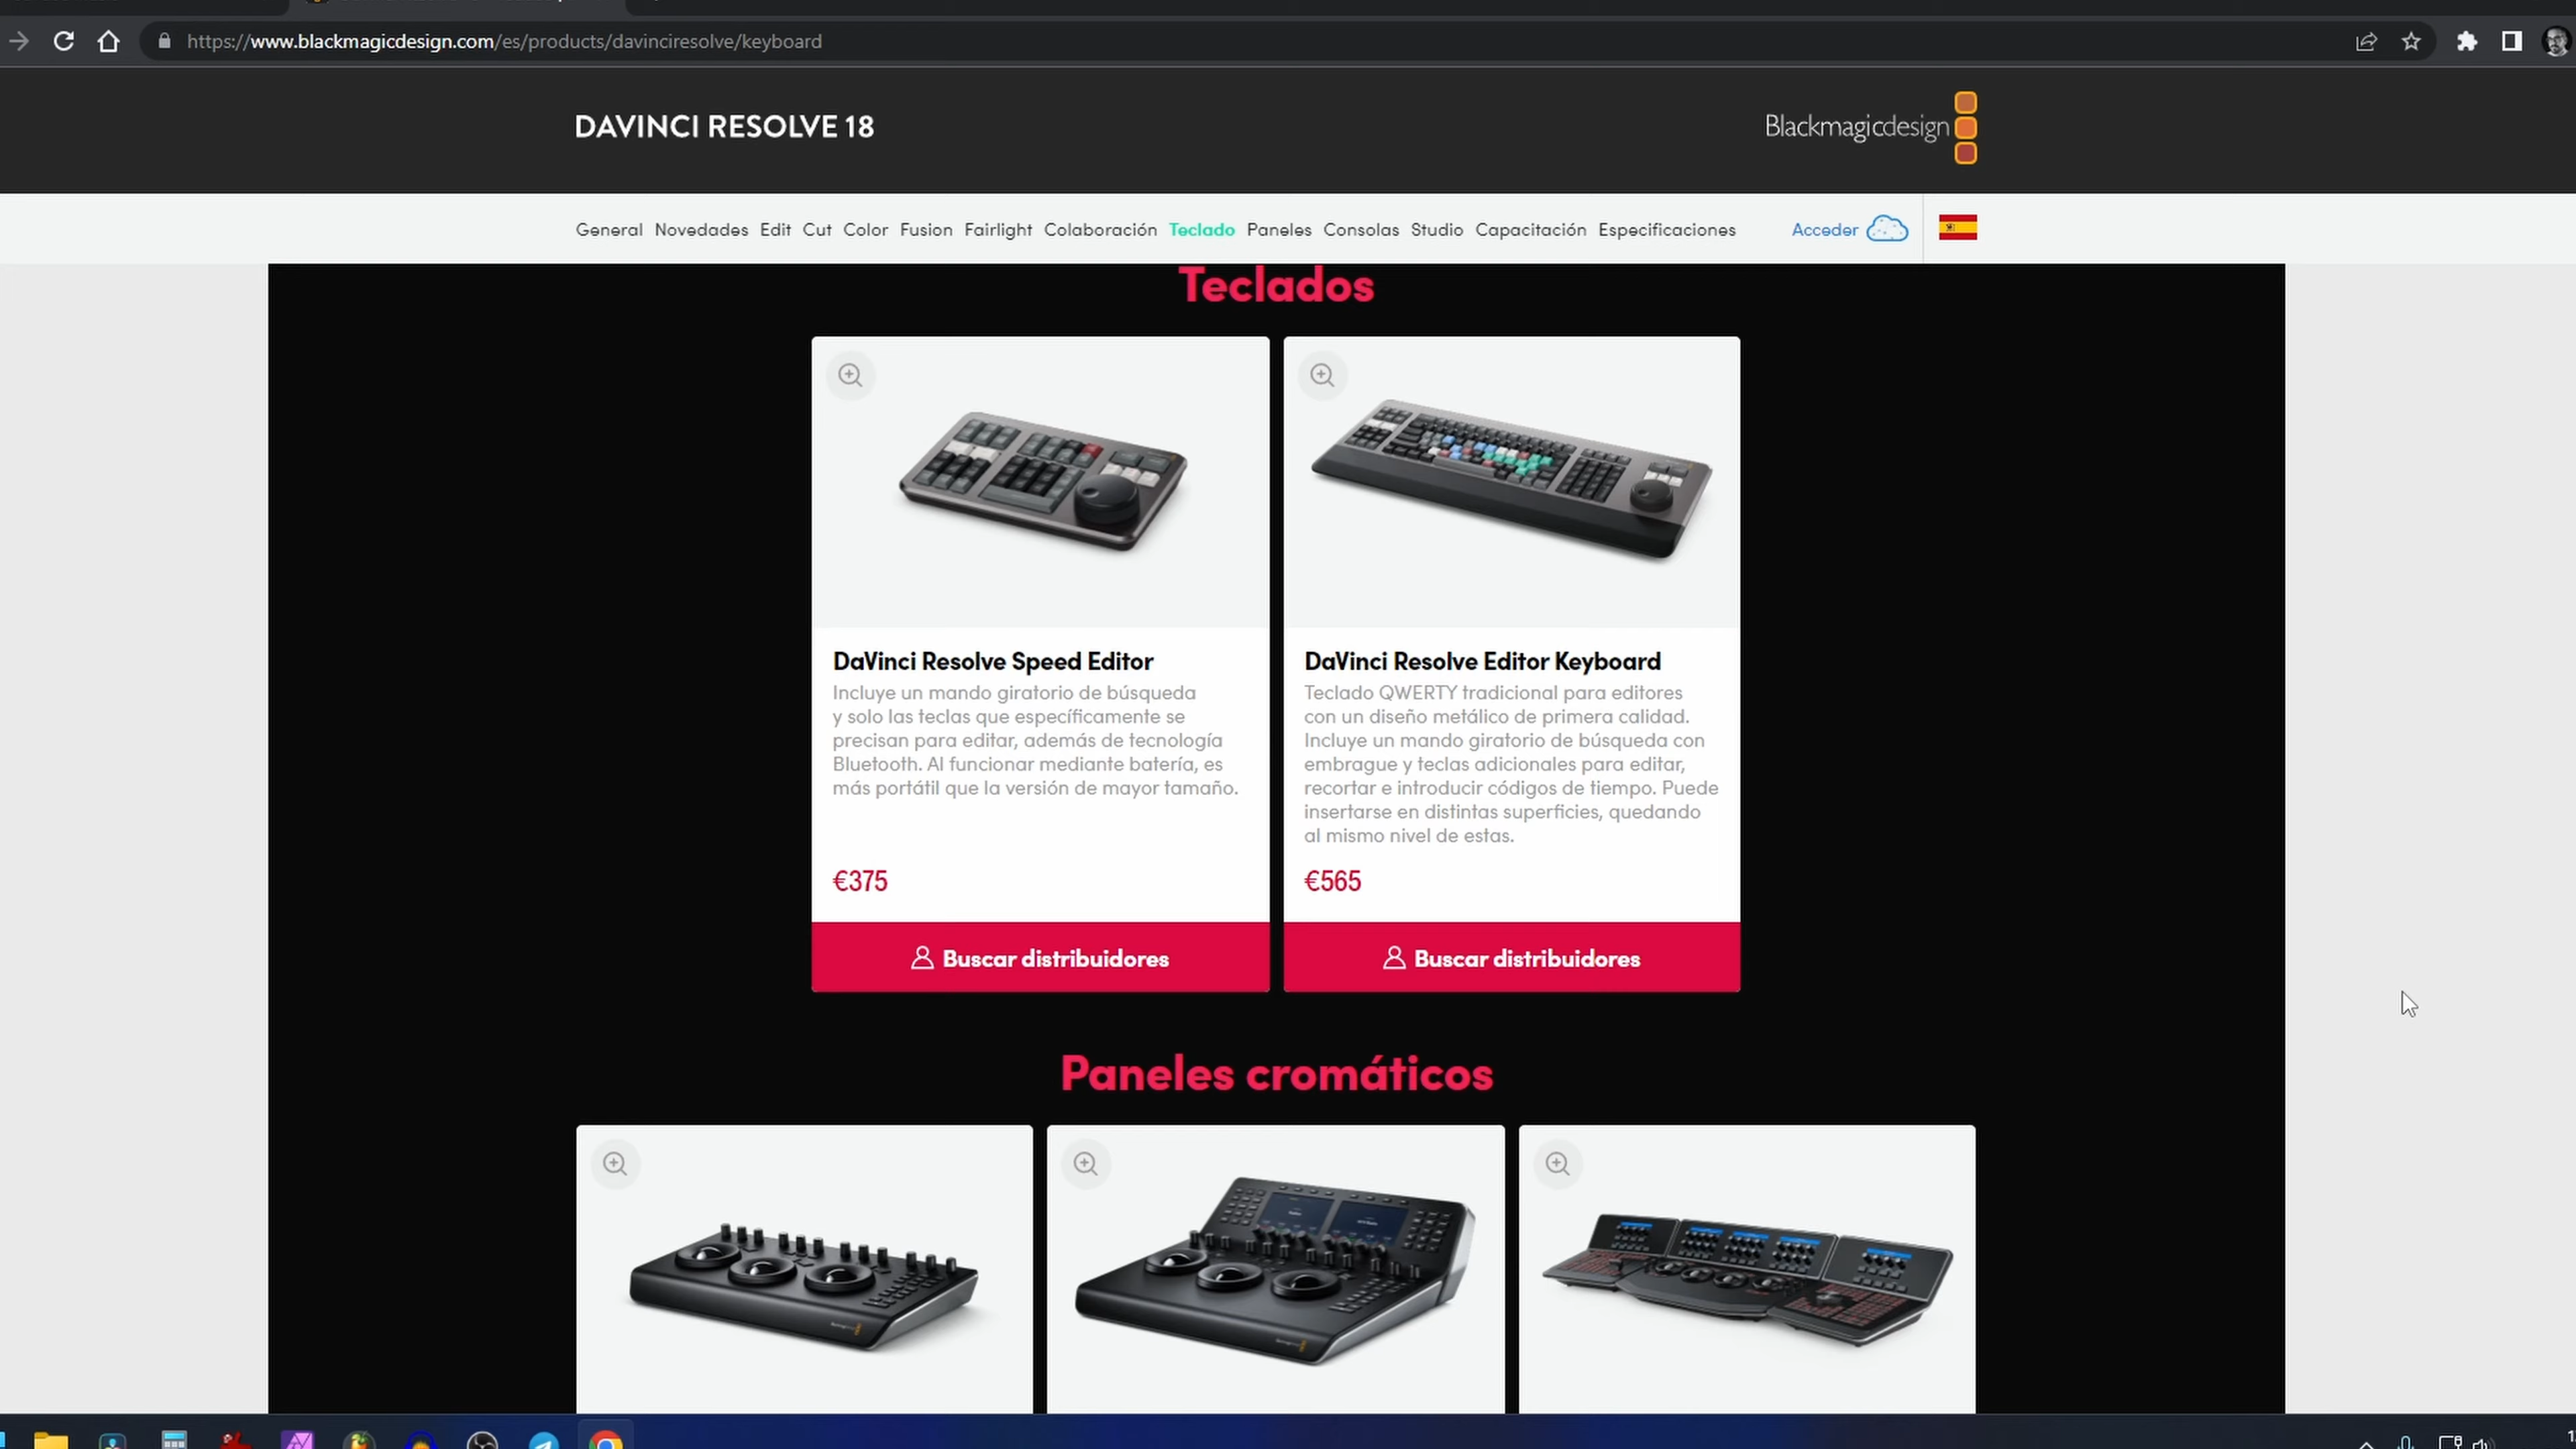 https://www.blackmagicdesign.com/es/products/davinciresolve/keyboard
DAVINCI RESOLVE 18
Blackmagicdesign
General Novedades Edit Cut Color Fusion Fairlight Colaboración Teclado Paneles Consolas Studio Capacitación Especificaciones Acceder
Teclados
DaVinci Resolve Speed Editor
Incluye un mando giratorio de búsqueda
y solo las teclas que específicamente se
precisan para editar, además de tecnología
Bluetooth. Al funcionar mediante batería, es
más portátil que la versión de mayor tamaño.
€375
Buscar distribuidores
DaVinci Resolve Editor Keyboard
Teclado QWERTY tradicional para editores
con un diseño metálico de primera calidad.
Incluye un mando giratorio de búsqueda con
embrague y teclas adicionales para editar,
recortar e introducir códigos de tiempo. Puede
insertarse en distintas superficies, quedando
al mismo nivel de estas.
€565
Buscar distribuidores
Paneles cromáticos